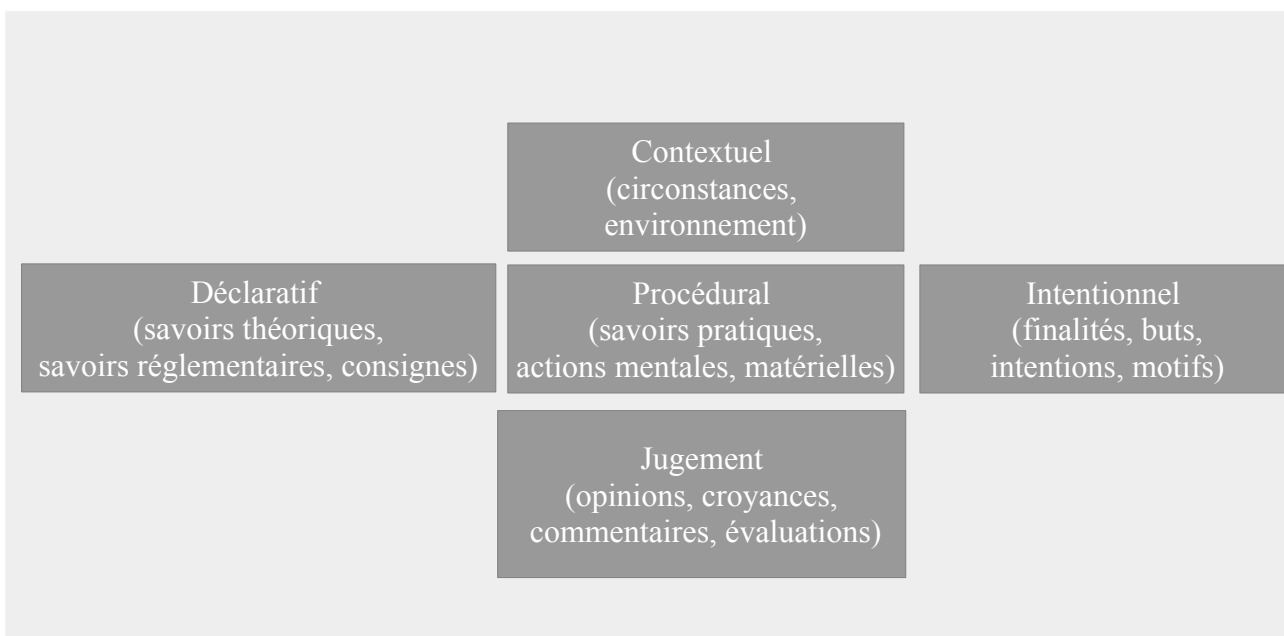 Contextuel
(circonstances,
environnement)
Déclaratif
(savoirs théoriques,
savoirs réglementaires, consignes)
Procédural
(savoirs pratiques,
actions mentales, matérielles)
Intentionnel
(finalités, buts,
intentions, motifs)
Jugement
(opinions, croyances,
commentaires, évaluations)